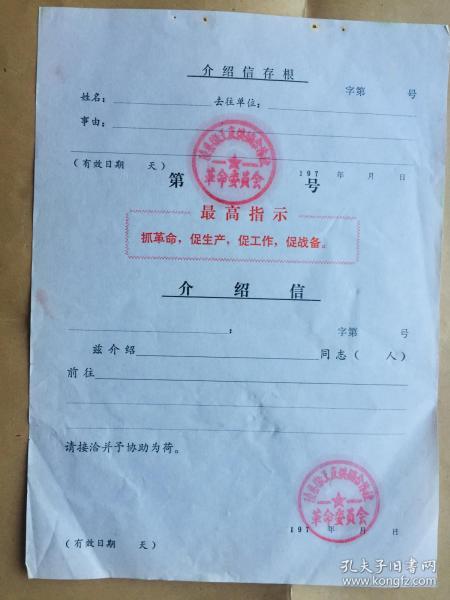 介绍信存根
字第 号
姓名: 去往单位:
事由:
(有效日期 天) 197 年 月 日
第 号
革命委员会
最高指示
抓革命,促生产,促工作,促战备。
介绍信
: 字第 号
兹介绍 同志( 人)
前往
请接洽并予协助为荷。
革命委员会
197 年 月 日
(有效日期 天)
孔夫子旧书网
www.kongfz.com